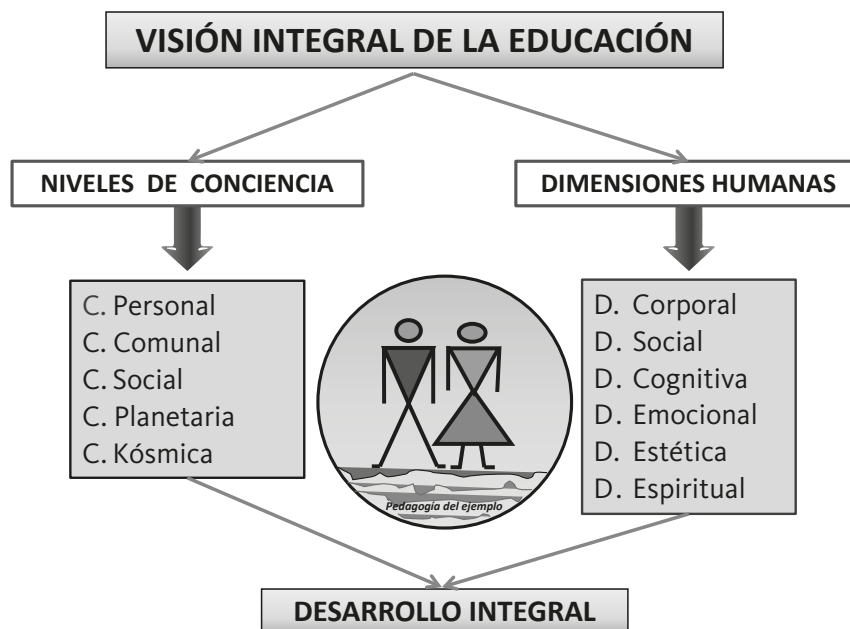 VISIÓN INTEGRAL DE LA EDUCACIÓN
NIVELES DE CONCIENCIA
DIMENSIONES HUMANAS
C. Personal
C. Comunal
C. Social
C. Planetaria
C. Kósmica
D. Corporal
D. Social
D. Cognitiva
D. Emocional
D. Estética
D. Espiritual
Pedagogía del ejemplo
DESARROLLO INTEGRAL